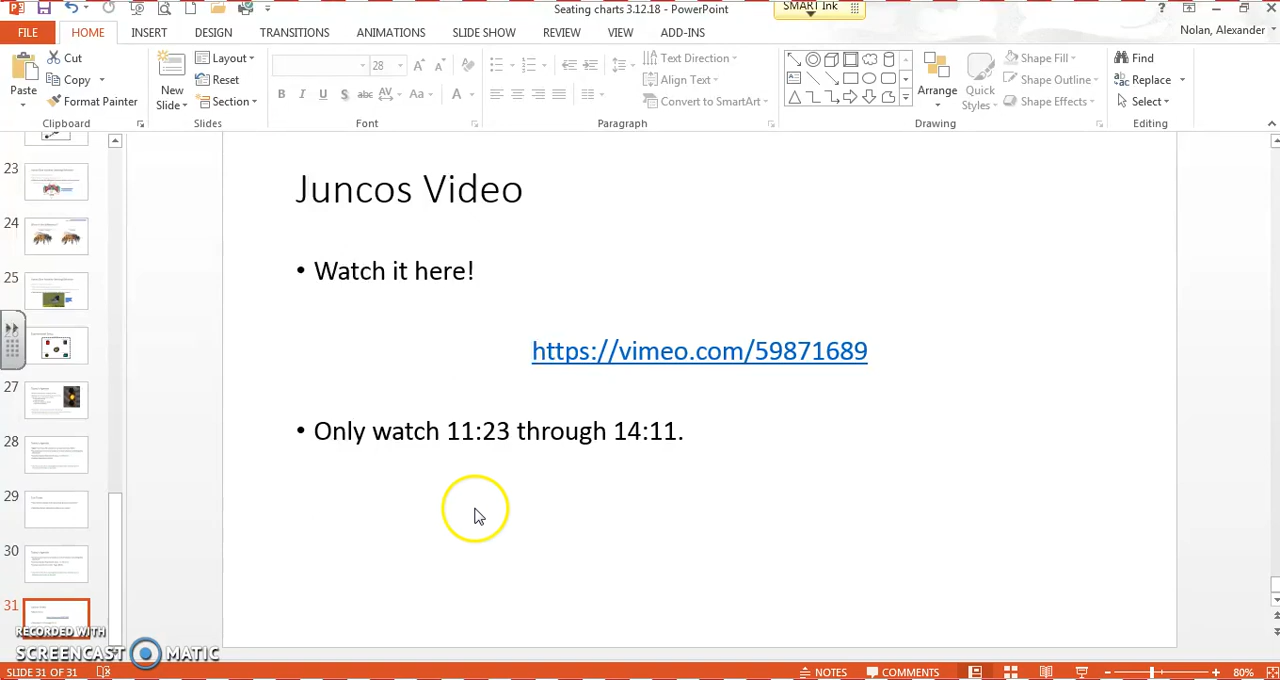 Seating charts 3.12.18 - PowerPoint
SMART Ink
?
FILE HOME INSERT DESIGN TRANSITIONS ANIMATIONS SLIDE SHOW REVIEW VIEW ADD-INS
Nolan, Alexander
Paste
Cut
Copy
Format Painter
Clipboard
New
Slide
Layout
Reset
Section
Slides
28
B I U S abc AV Aa A
Font
Text Direction
Align Text
Convert to SmartArt
Paragraph
Arrange
Quick
Styles
Shape Fill
Shape Outline
Shape Effects
Drawing
Find
Replace
Select
Editing
23
24
25
27
28
29
30
31
Juncos Video
• Watch it here!
https://vimeo.com/59871689
• Only watch 11:23 through 14:11.
RECORDED WITH
SCREENCAST MATIC
SLIDE 31 OF 31
NOTES
COMMENTS
80%